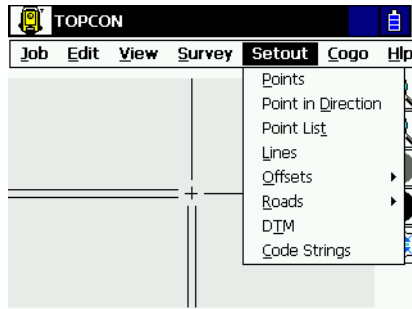 TOPCON
Job Edit View Survey Setout Cogo Hlp
Points
Point in Direction
Point List
Lines
Offsets
Roads
DTM
Code Strings